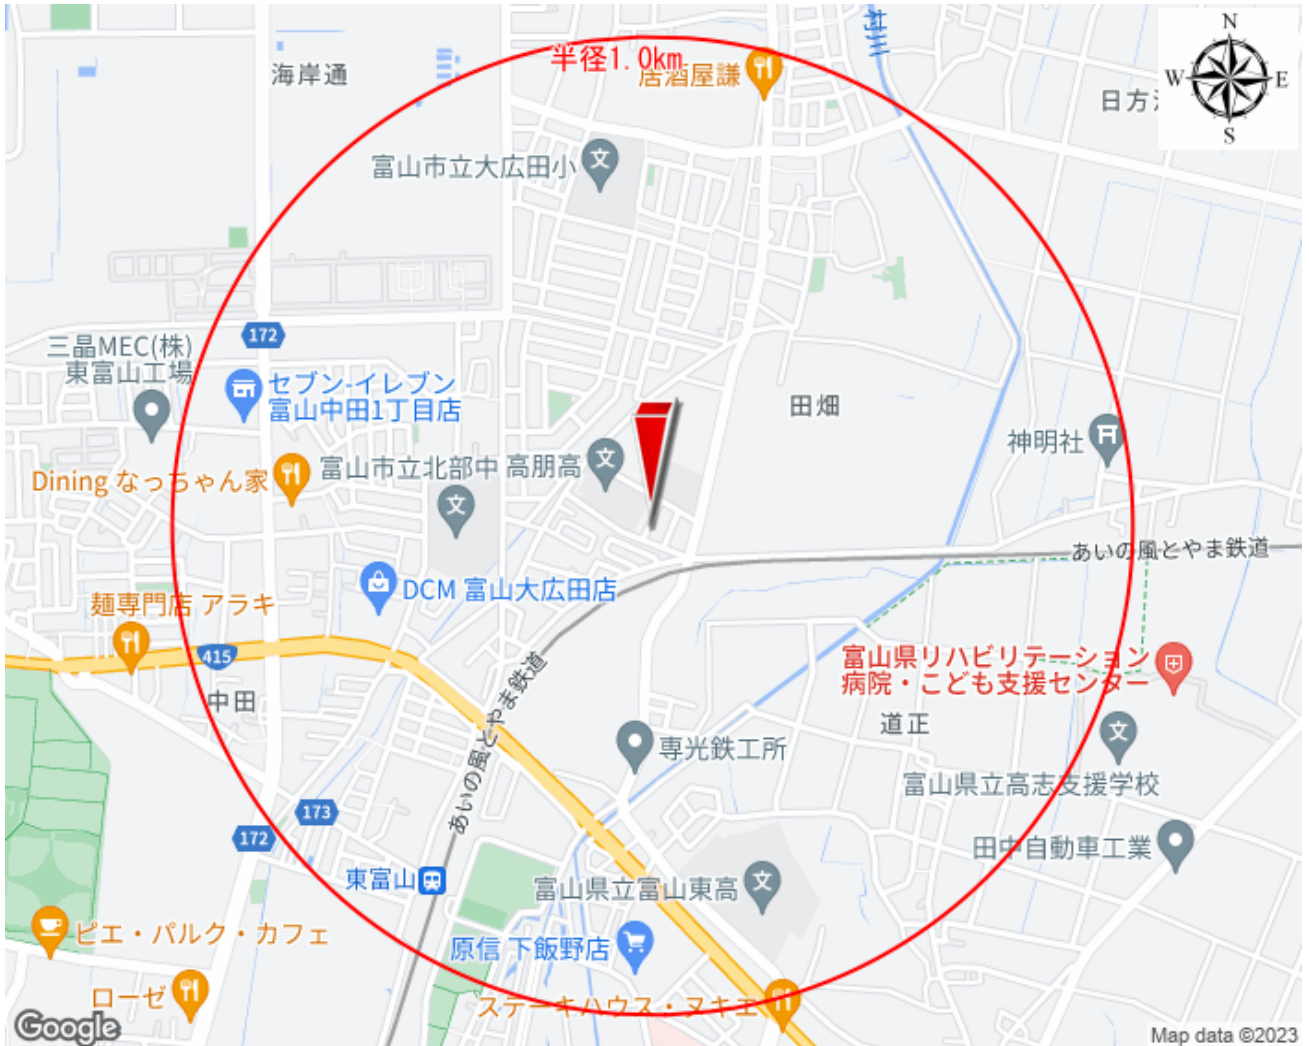 村川
N
W
E
S
半径1.0km
海岸通
居酒屋謙
富山市立大広田小
文
172
三晶MEC(株)
東富山工場
セブン-イレブン
富山中田1丁目店
田畑
神明社
Dining なっちゃん家
富山市立北部中
文
高朋高
文
あいの風とやま鉄道
DCM 富山大広田店
麺専門店 アラキ
415
中田
あいの風とやま鉄道
富山県リハビリテーション
病院・こども支援センター
道正
専光鉄工所
文
富山県立高志支援学校
173
172
田中自動車工業
東富山
富山県立富山東高
文
ピエ・パルク・カフェ
原信 下飯野店
ローゼ
ステーキハウス・ヌキエ
Google
Map data ©2023